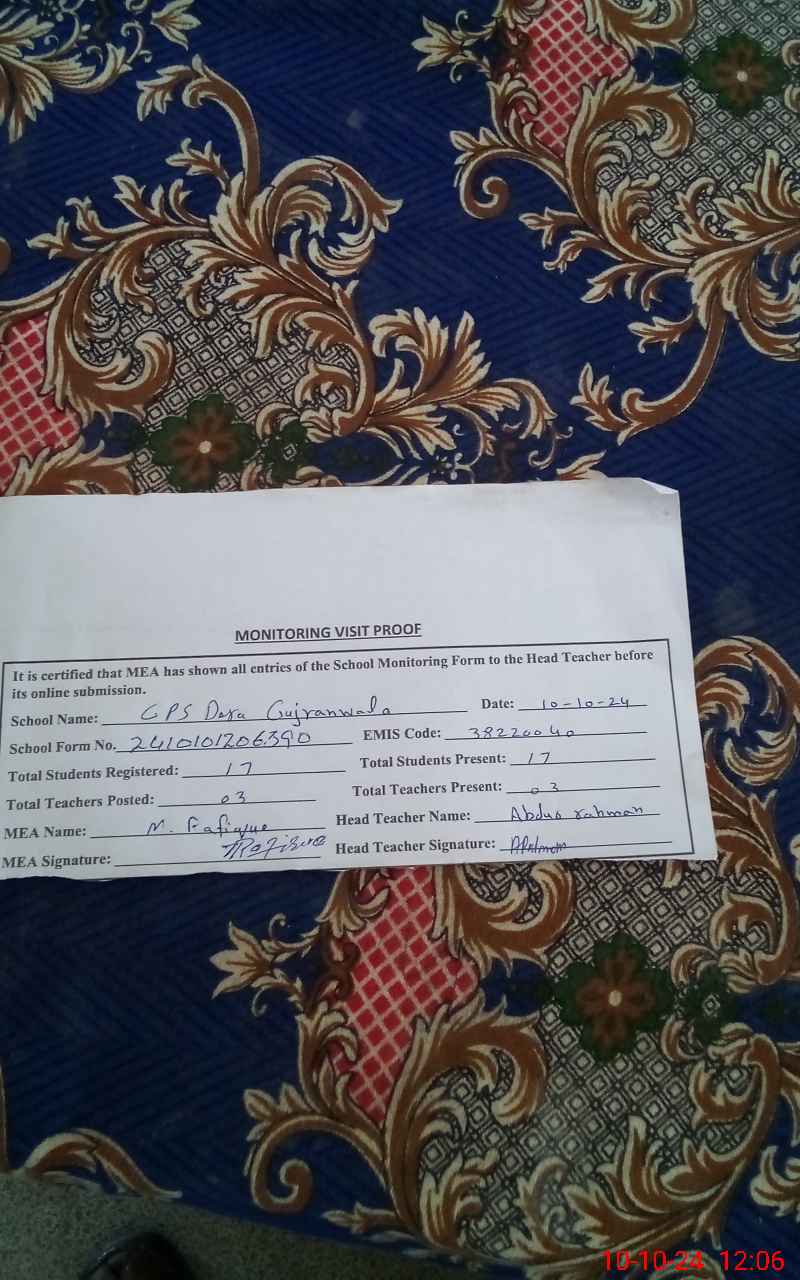 MONITORING VISIT PROOF
It is certified that MEA has shown all entries of the School Monitoring Form to the Head Teacher before
its online submission.
School Name: GPS Dera Gujranwala Date: 10-10-24
School Form No. 2410101206390 EMIS Code: 38220040
Total Students Registered: 17 Total Students Present: 17
Total Teachers Posted: 03 Total Teachers Present: 03
MEA Name: M. Rafique Head Teacher Name: Abdus rahman
MEA Signature: MRafique Head Teacher Signature:
10-10-24 12:06